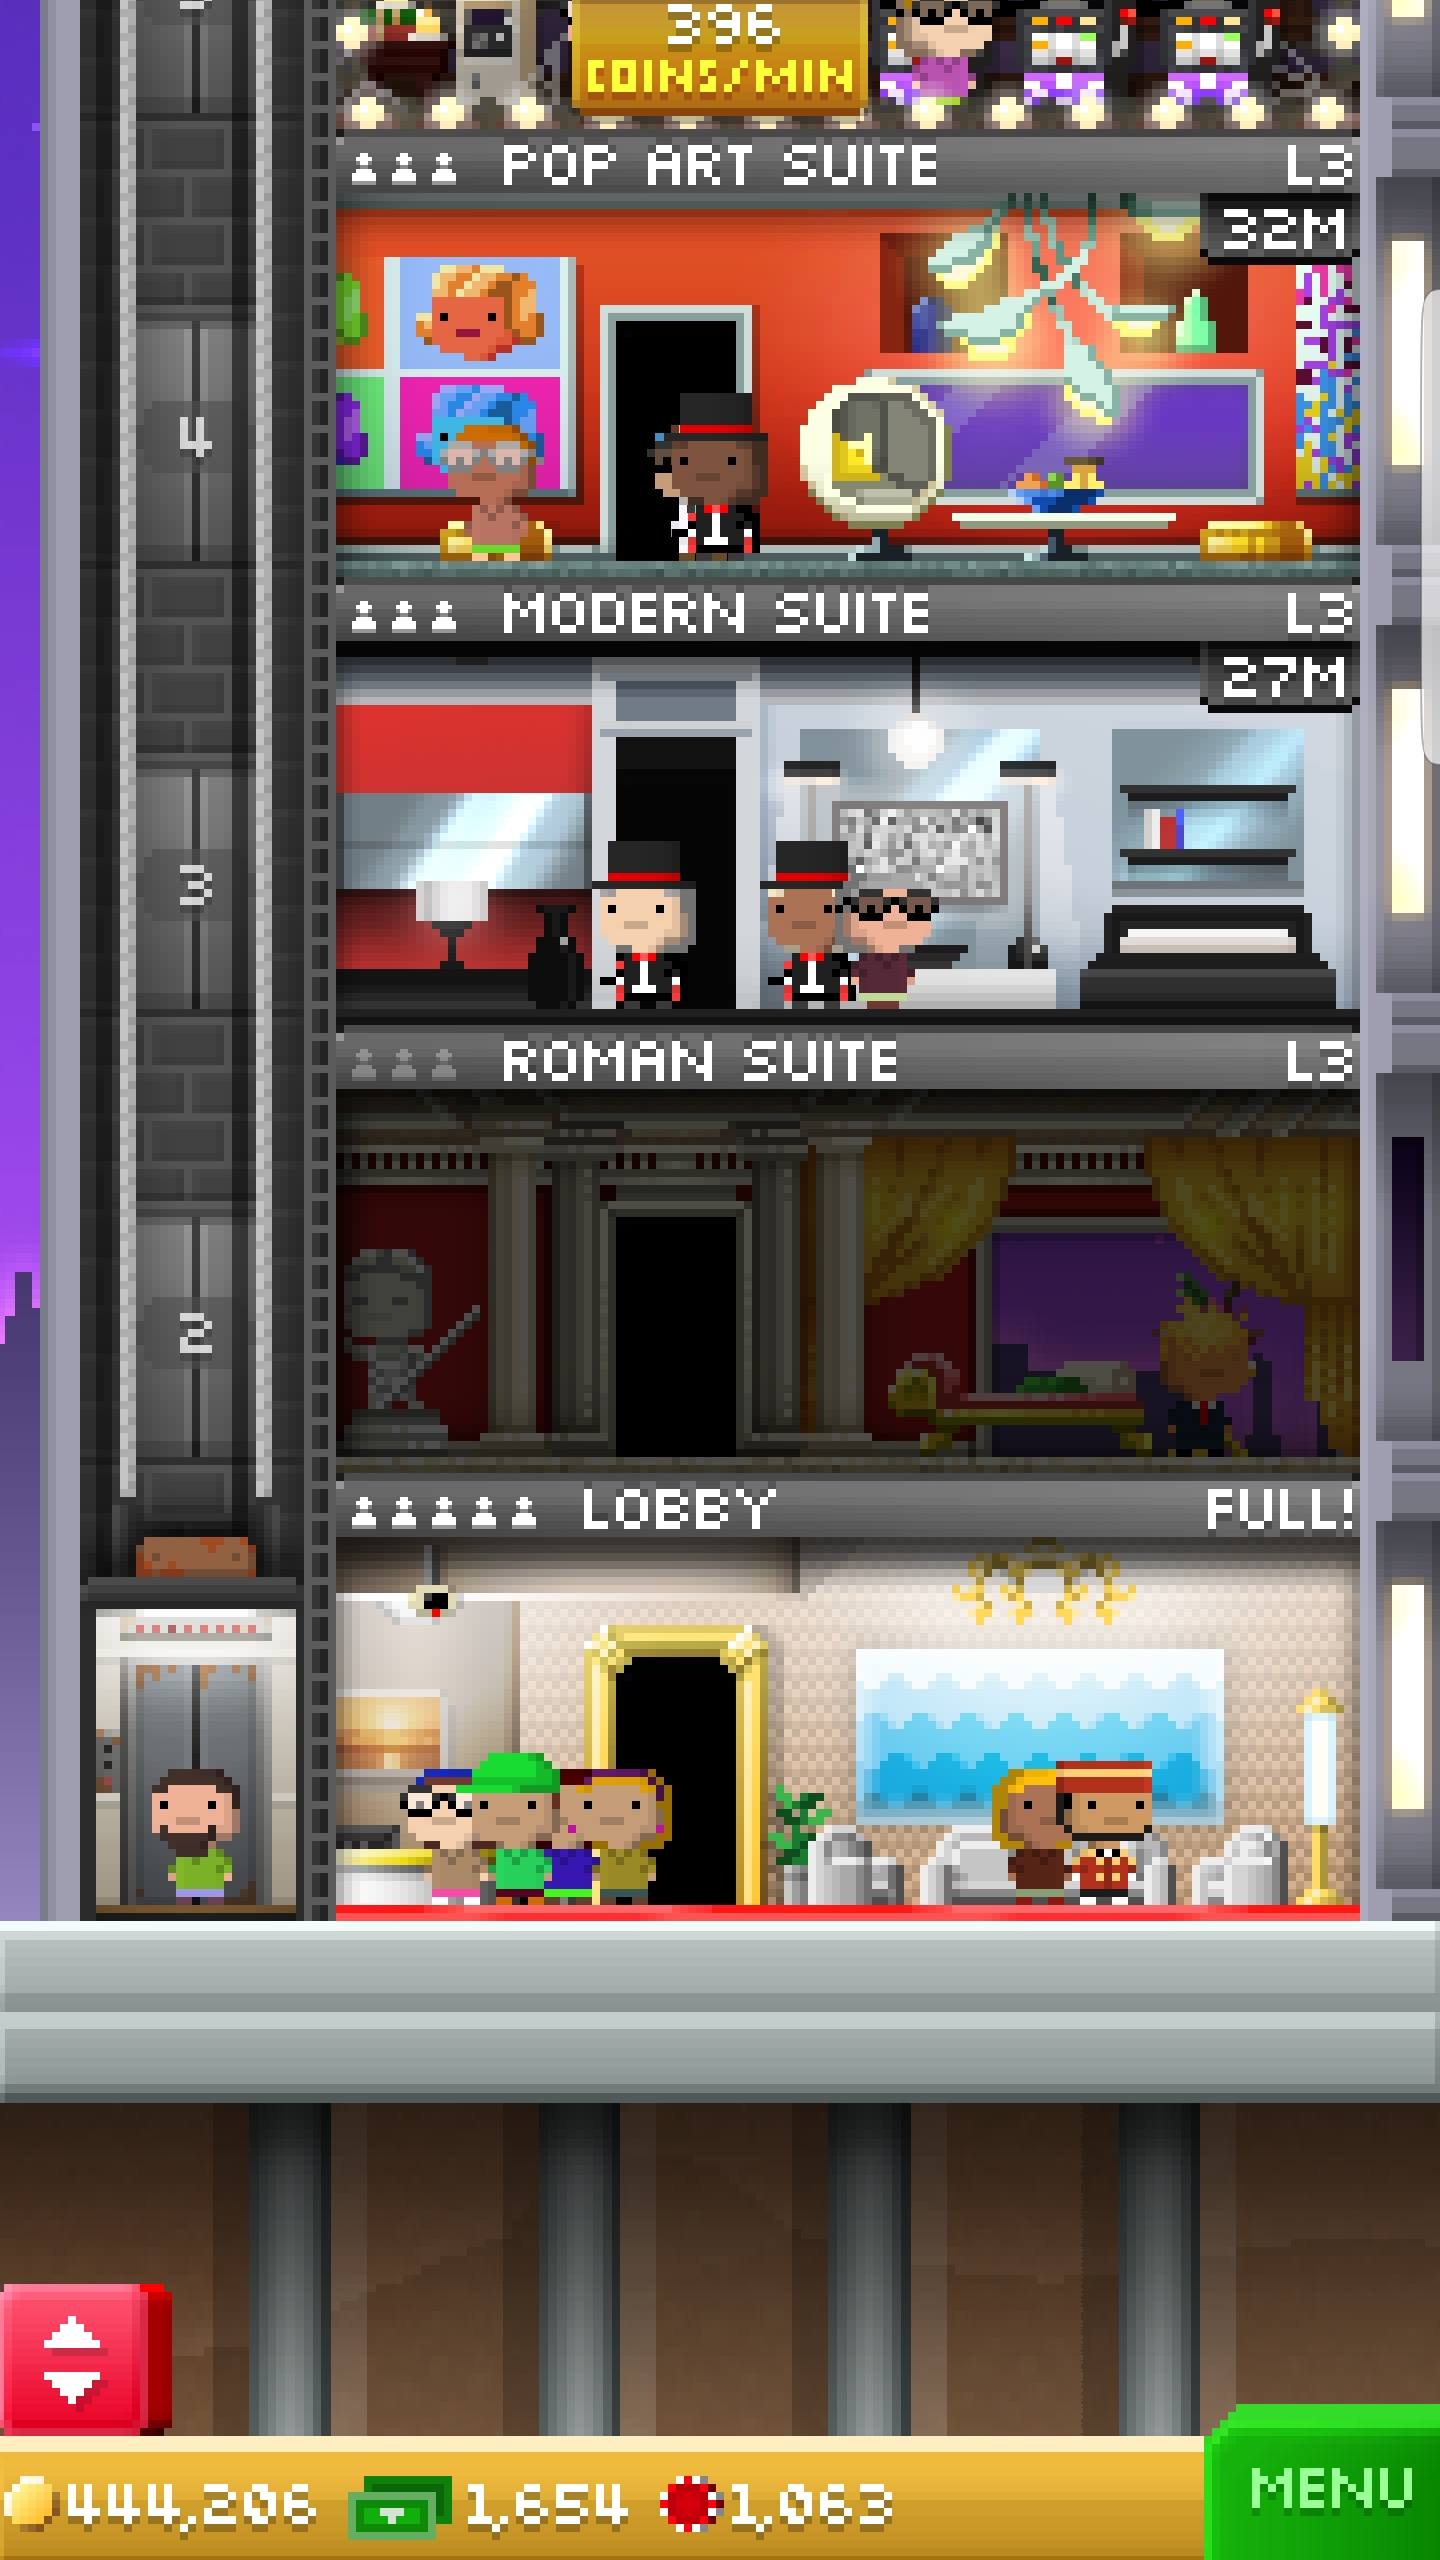 396
COINS/MIN
POP ART SUITE L3
32M
4
MODERN SUITE L3
27M
3
ROMAN SUITE L3
2
LOBBY FULL!
444,206 1,654 1,063 MENU